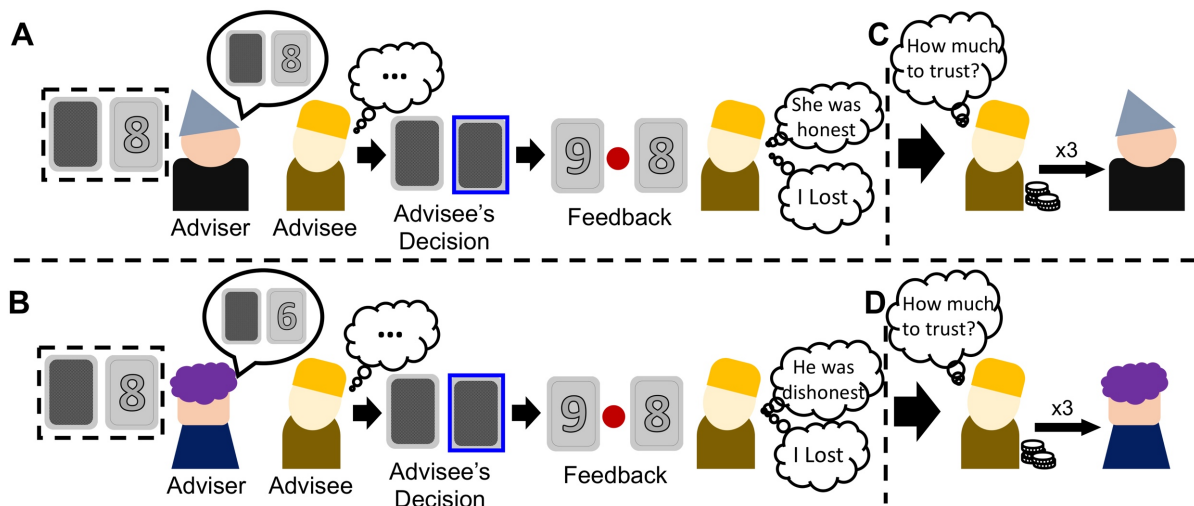 A
8
8
...
Adviser
Advisee
Advisee's
Decision
9
8
Feedback
She was
honest
I Lost
C
How much
to trust?
x3
B
8
6
...
Adviser
Advisee
Advisee's
Decision
9
8
Feedback
He was
dishonest
I Lost
D
How much
to trust?
x3